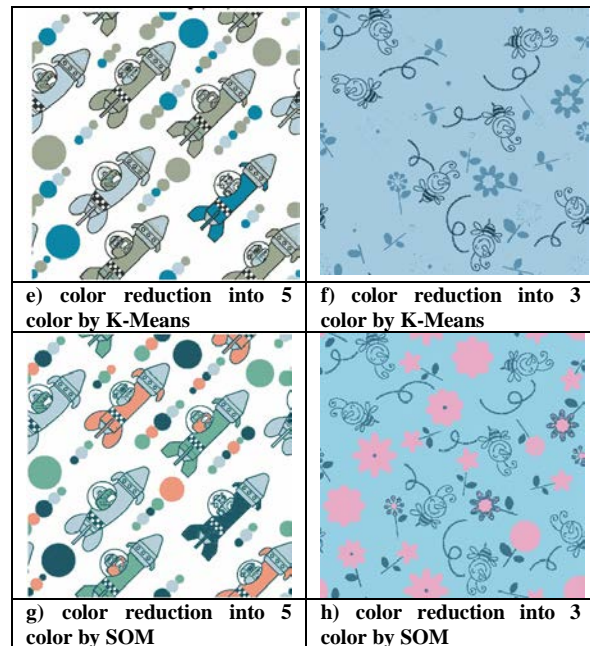 e) color reduction into 5
color by K-Means
f) color reduction into 3
color by K-Means
g) color reduction into 5
color by SOM
h) color reduction into 3
color by SOM